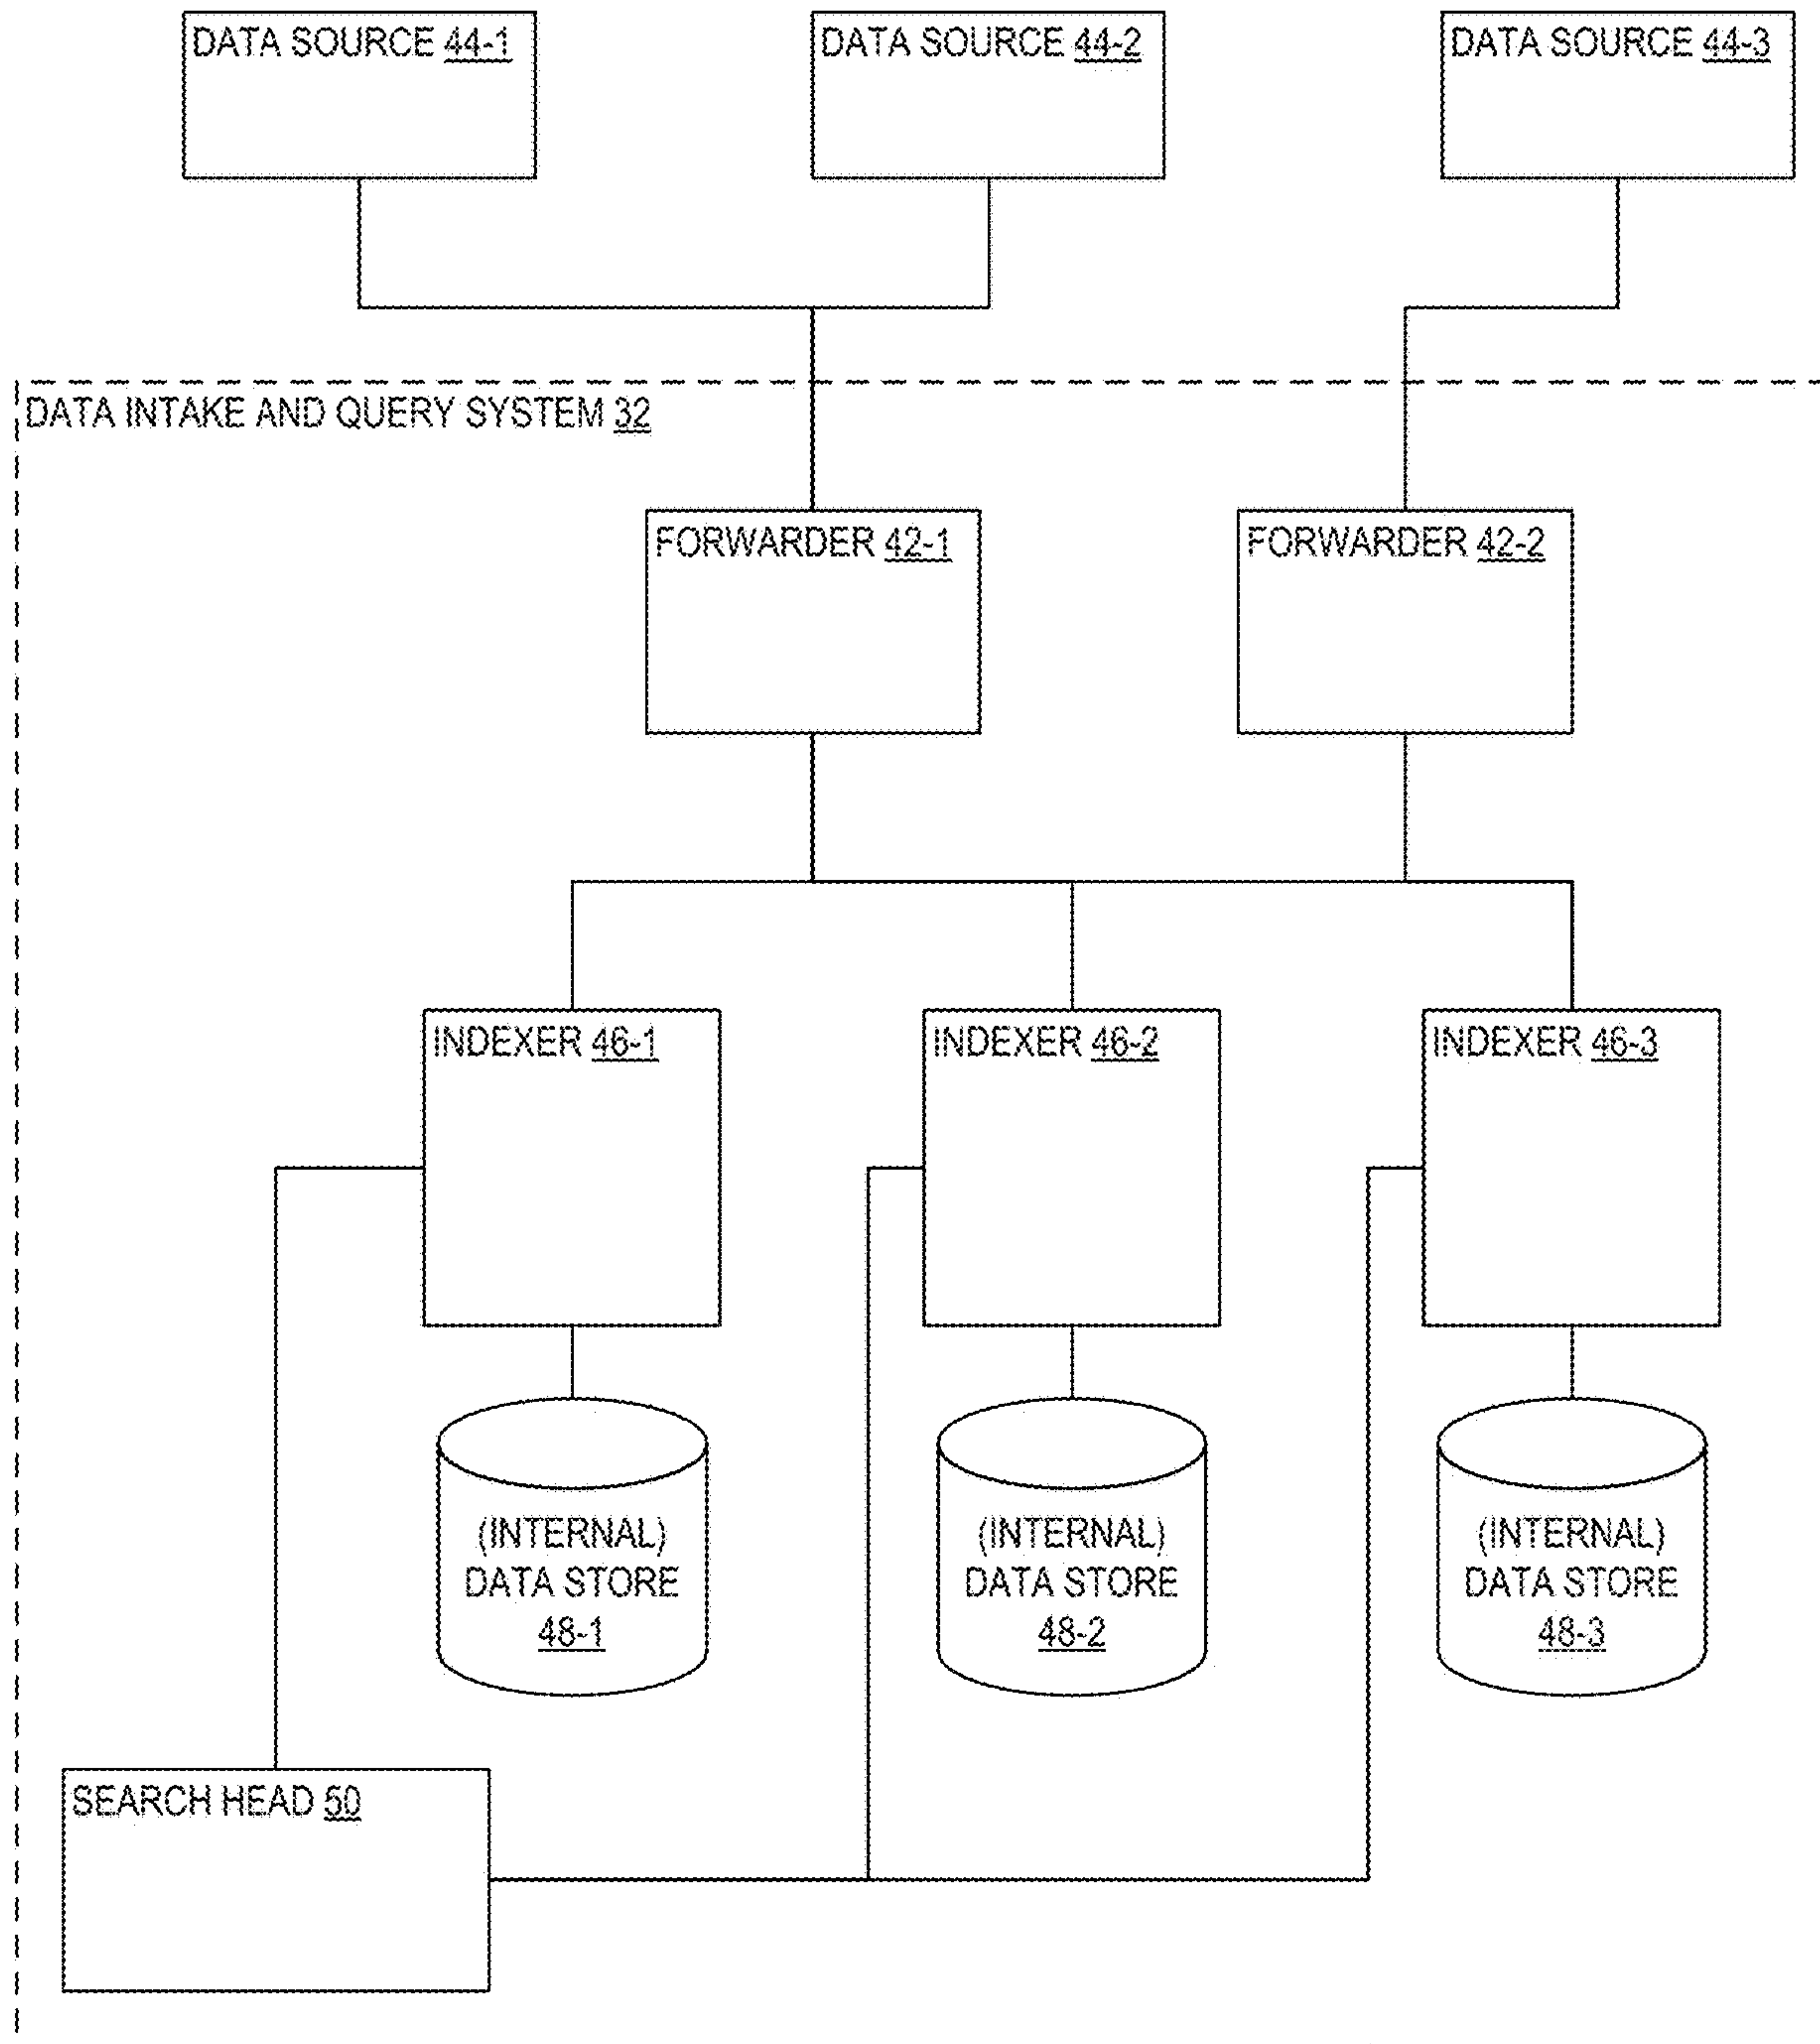 DATA SOURCE 44-1
DATA SOURCE 44-2
DATA SOURCE 44-3
DATA INTAKE AND QUERY SYSTEM 32
FORWARDER 42-1
FORWARDER 42-2
INDEXER 46-1
INDEXER 46-2
INDEXER 46-3
(INTERNAL)
DATA STORE
48-1
(INTERNAL)
DATA STORE
48-2
(INTERNAL)
DATA STORE
48-3
SEARCH HEAD 50